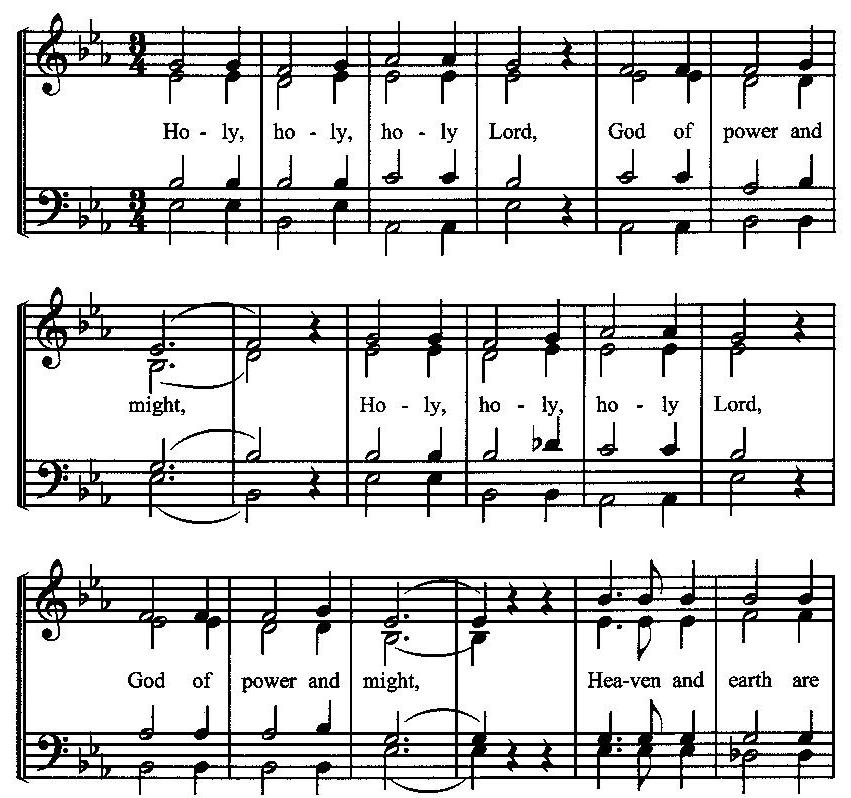 Ho - ly, ho - ly, ho - ly Lord, God of power and
might, Ho - ly, ho - ly, ho - ly Lord,
God of power and might, Hea-ven and earth are